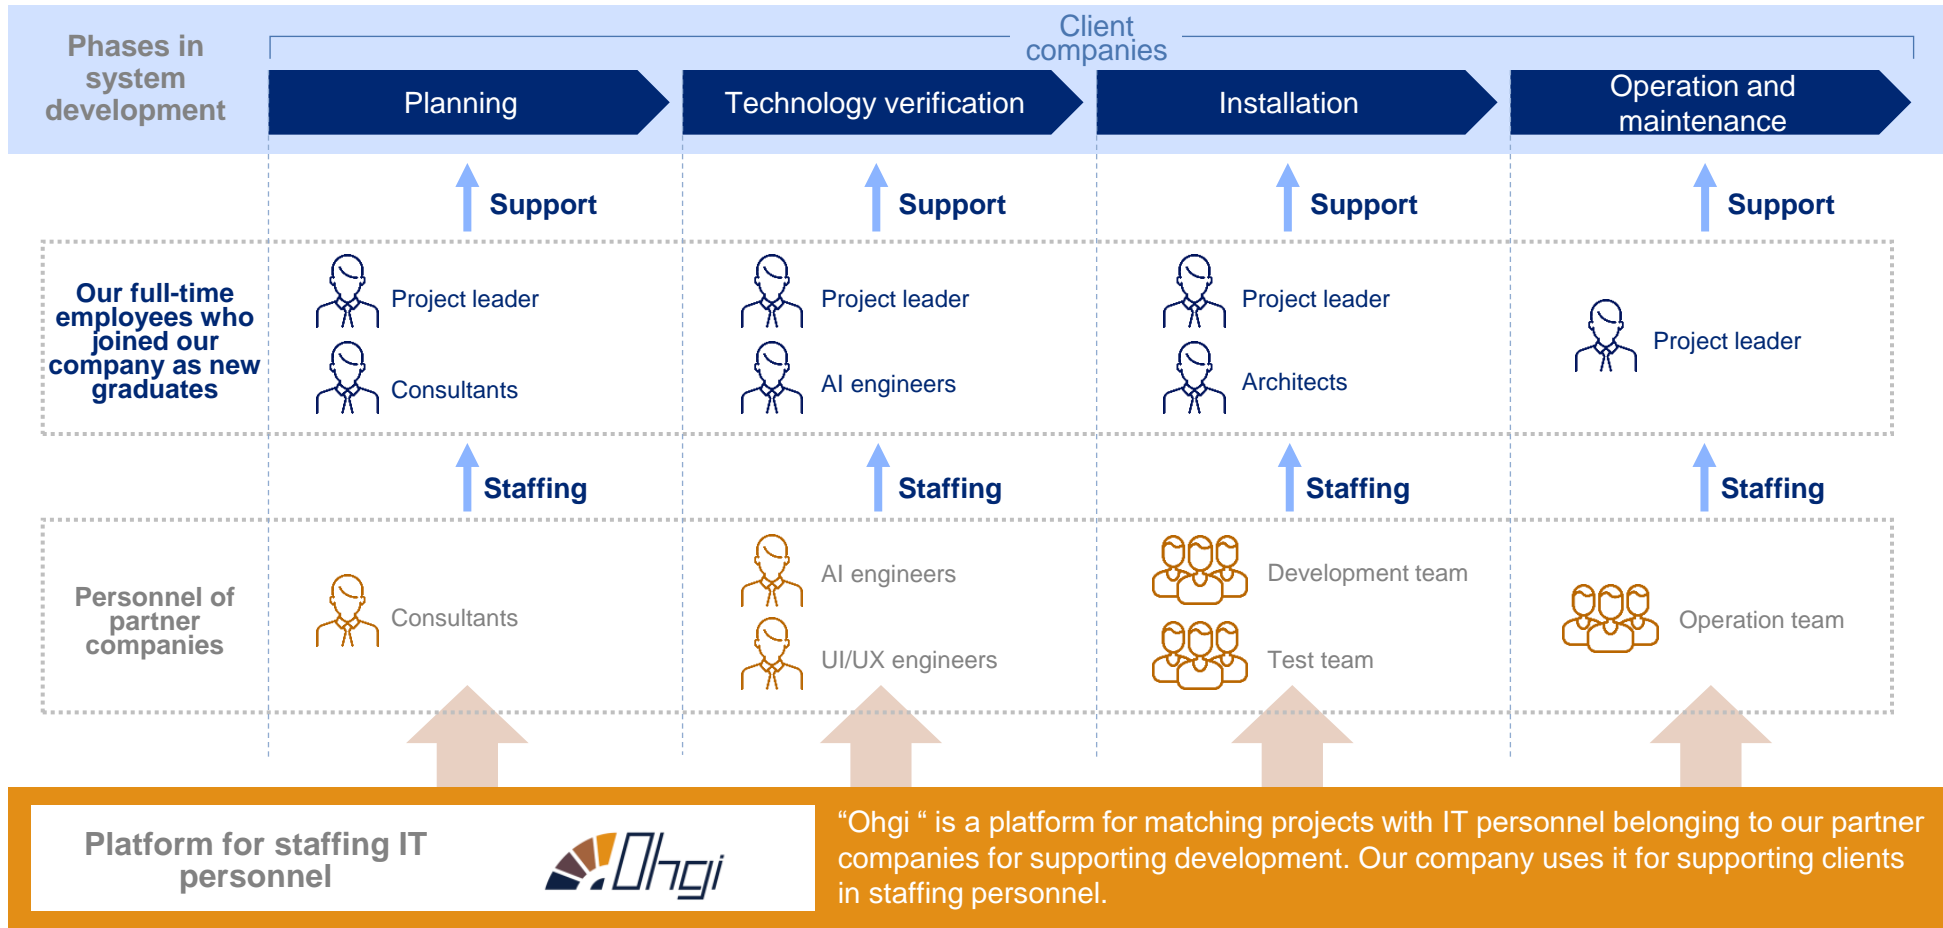 Client
companies
Phases in
system
development
Planning
Technology verification
Installation
Operation and
maintenance
Support
Support
Support
Support
Our full-time
employees who
joined our
company as new
graduates
Project leader
Consultants
Project leader
AI engineers
Project leader
Architects
Project leader
Staffing
Staffing
Staffing
Staffing
Personnel of
partner
companies
Consultants
AI engineers
UI/UX engineers
Development team
Test team
Operation team
Platform for staffing IT
personnel
Ohgi
“Ohgi “ is a platform for matching projects with IT personnel belonging to our partner
companies for supporting development. Our company uses it for supporting clients
in staffing personnel.